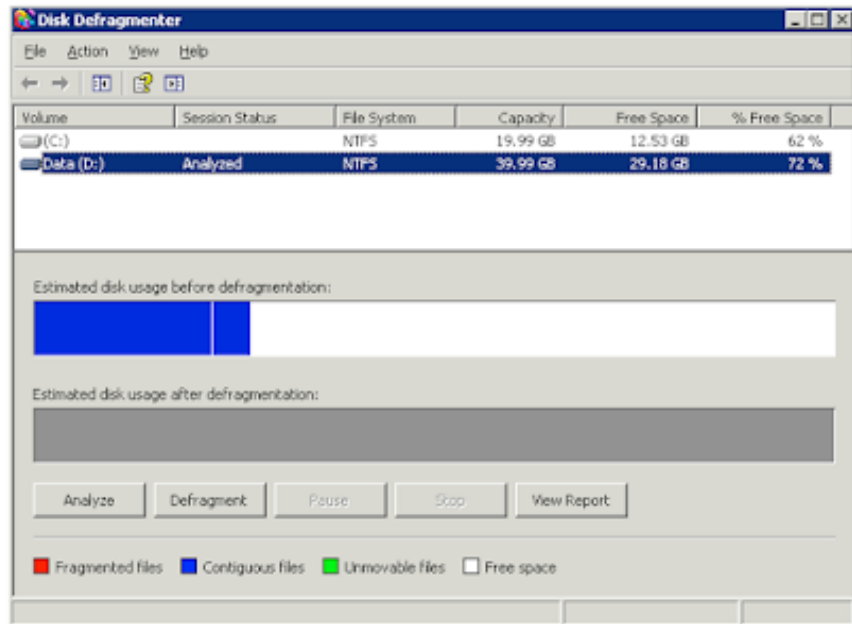 Disk Defragmenter
File Action View Help
Volume Session Status File System Capacity Free Space % Free Space
(C:) NTFS 19.99 GB 12.53 GB 62 %
Data (D:) Analyzed NTFS 39.99 GB 29.18 GB 72 %
Estimated disk usage before defragmentation:
Estimated disk usage after defragmentation:
Analyze Defragment Pause Stop View Report
Fragmented files Contiguous files Unmovable files Free space